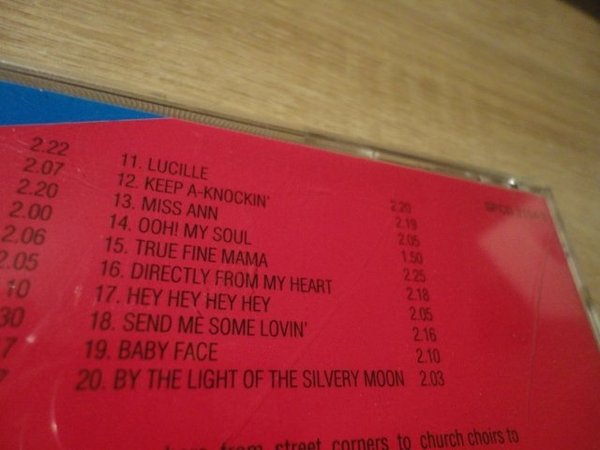 2.22
2.07
2.20
2.00
2.06
2.05
10
30
7
11. LUCILLE 2.20
12. KEEP A-KNOCKIN' 2.19
13. MISS ANN 2.05
14. OOH! MY SOUL 1.50
15. TRUE FINE MAMA 2.25
16. DIRECTLY FROM MY HEART 2.18
17. HEY HEY HEY HEY 2.05
18. SEND ME SOME LOVIN' 2.16
19. BABY FACE 2.10
20. BY THE LIGHT OF THE SILVERY MOON 2.03
from street corners to church choirs to